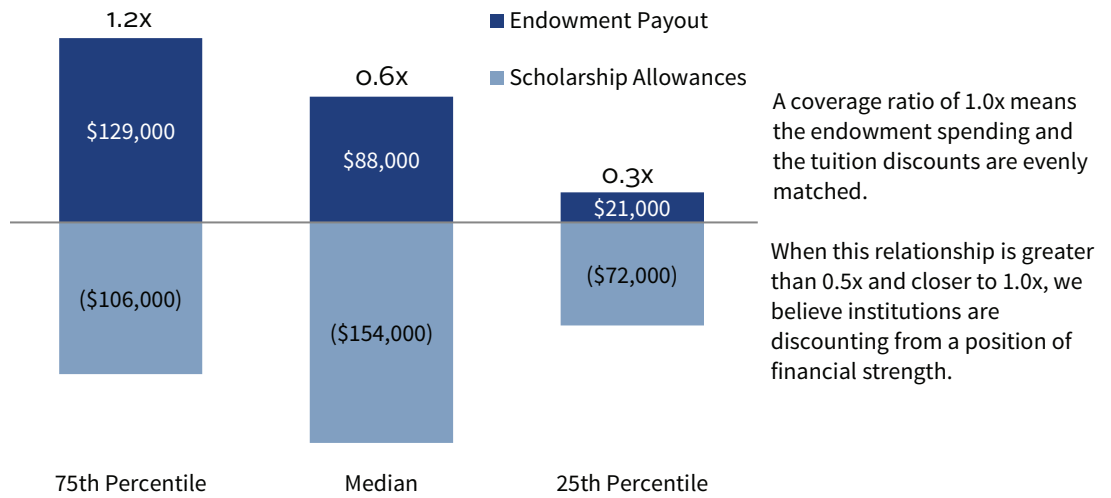 1.2x
Endowment Payout
0.6x
Scholarship Allowances
$129,000
$88,000
0.3x
$21,000
($106,000)
($154,000)
($72,000)
A coverage ratio of 1.0x means
the endowment spending and
the tuition discounts are evenly
matched.
When this relationship is greater
than 0.5x and closer to 1.0x, we
believe institutions are
discounting from a position of
financial strength.
75th Percentile
Median
25th Percentile